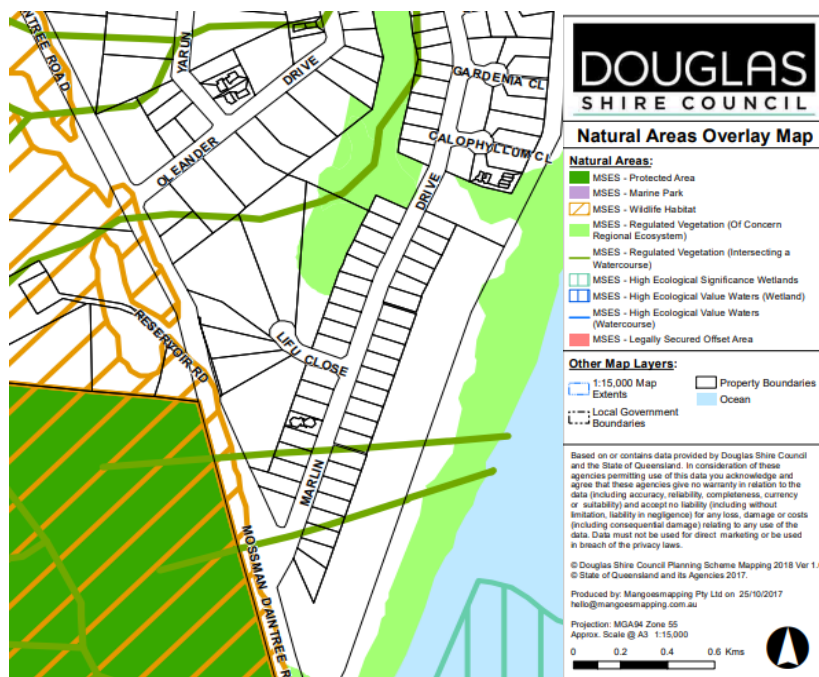 NTREE ROAD
YARUN
OLEANDER
DRIVE
GARDENIA CL
CALOPHYLLUM CL
DRIVE
RESERVOIR RD
LIFU CLOSE
MARLIN
MOSSMAN DAINTREE R
DOUGLAS
SHIRE COUNCIL
Natural Areas Overlay Map
Natural Areas:
MSES - Protected Area
MSES - Marine Park
MSES - Wildlife Habitat
MSES - Regulated Vegetation (Of Concern
Regional Ecosystem)
MSES - Regulated Vegetation (Intersecting a
Watercourse)
MSES - High Ecological Significance Wetlands
MSES - High Ecological Value Waters (Wetland)
MSES - High Ecological Value Waters
(Watercourse)
MSES - Legally Secured Offset Area
Other Map Layers:
1:15,000 Map
Extents
Property Boundaries
Ocean
Local Government
Boundaries
Based on or contains data provided by Douglas Shire Council
and the State of Queensland. In consideration of these
agencies permitting use of this data you acknowledge and
agree that these agencies give no warranty in relation to the
data (including accuracy, reliability, completeness, currency
or suitability) and accept no liability (including without
limitation, liability in negligence) for any loss, damage or costs
(including consequential damage) relating to any use of the
data. Data must not be used for direct marketing or be used
in breach of the privacy laws.
© Douglas Shire Council Planning Scheme Mapping 2018 Ver 1.
© State of Queensland and its Agencies 2017.
Produced by: Mangoesmapping Pty Ltd on 25/10/2017
hello@mangoesmapping.com.au
Projection: MGA94 Zone 55
Approx. Scale @ A3 1:15,000
0 0.2 0.4 0.6 Kms